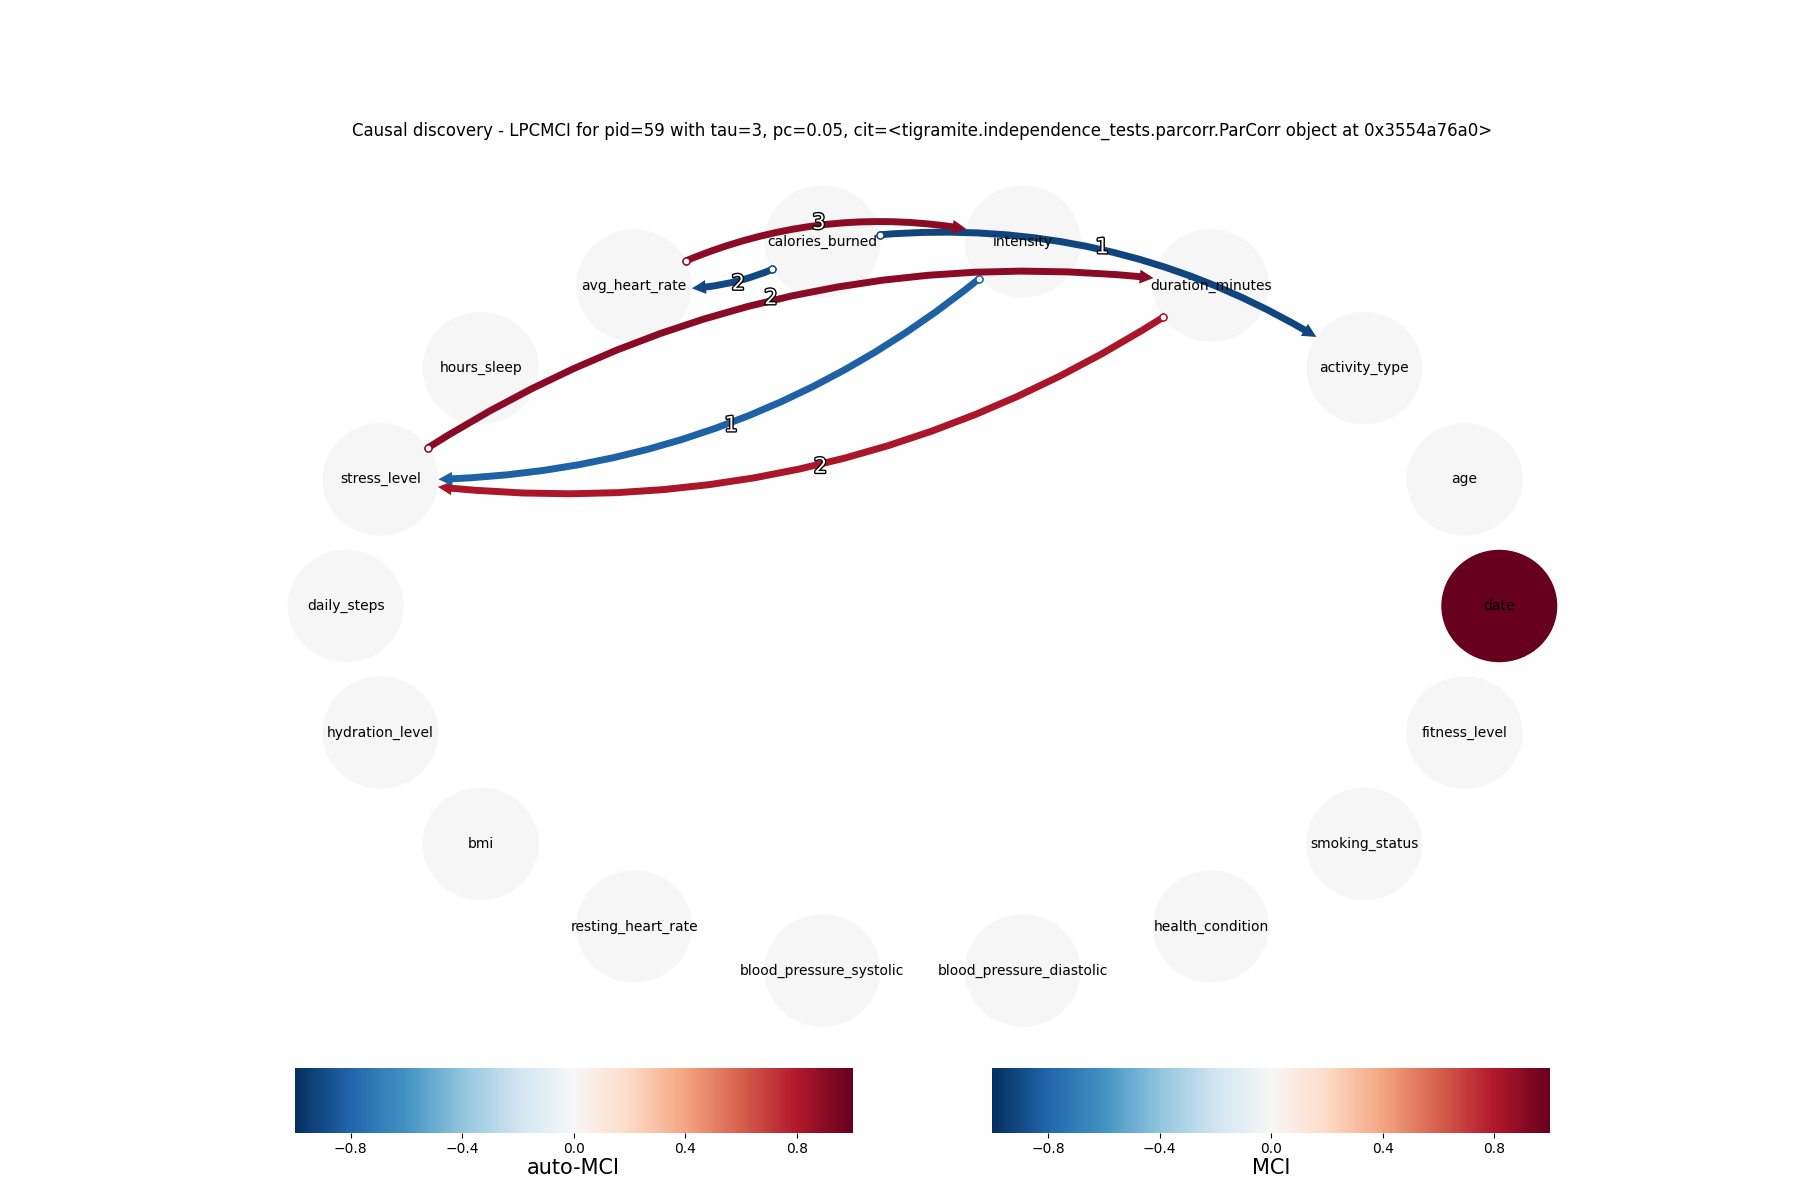 Causal discovery - LPCMCI for pid=59 with tau=3, pc=0.05, cit=<tigramite.independence_tests.parcorr.ParCorr object at 0x3554a76a0>
3
calories_burned
intensity
1
avg_heart_rate
2
2
duration_minutes
hours_sleep
activity_type
1
2
stress_level
age
daily_steps
date
hydration_level
fitness_level
bmi
smoking_status
resting_heart_rate
health_condition
blood_pressure_systolic
blood_pressure_diastolic
−0.8 −0.4 0.0 0.4 0.8
auto-MCI
−0.8 −0.4 0.0 0.4 0.8
MCI